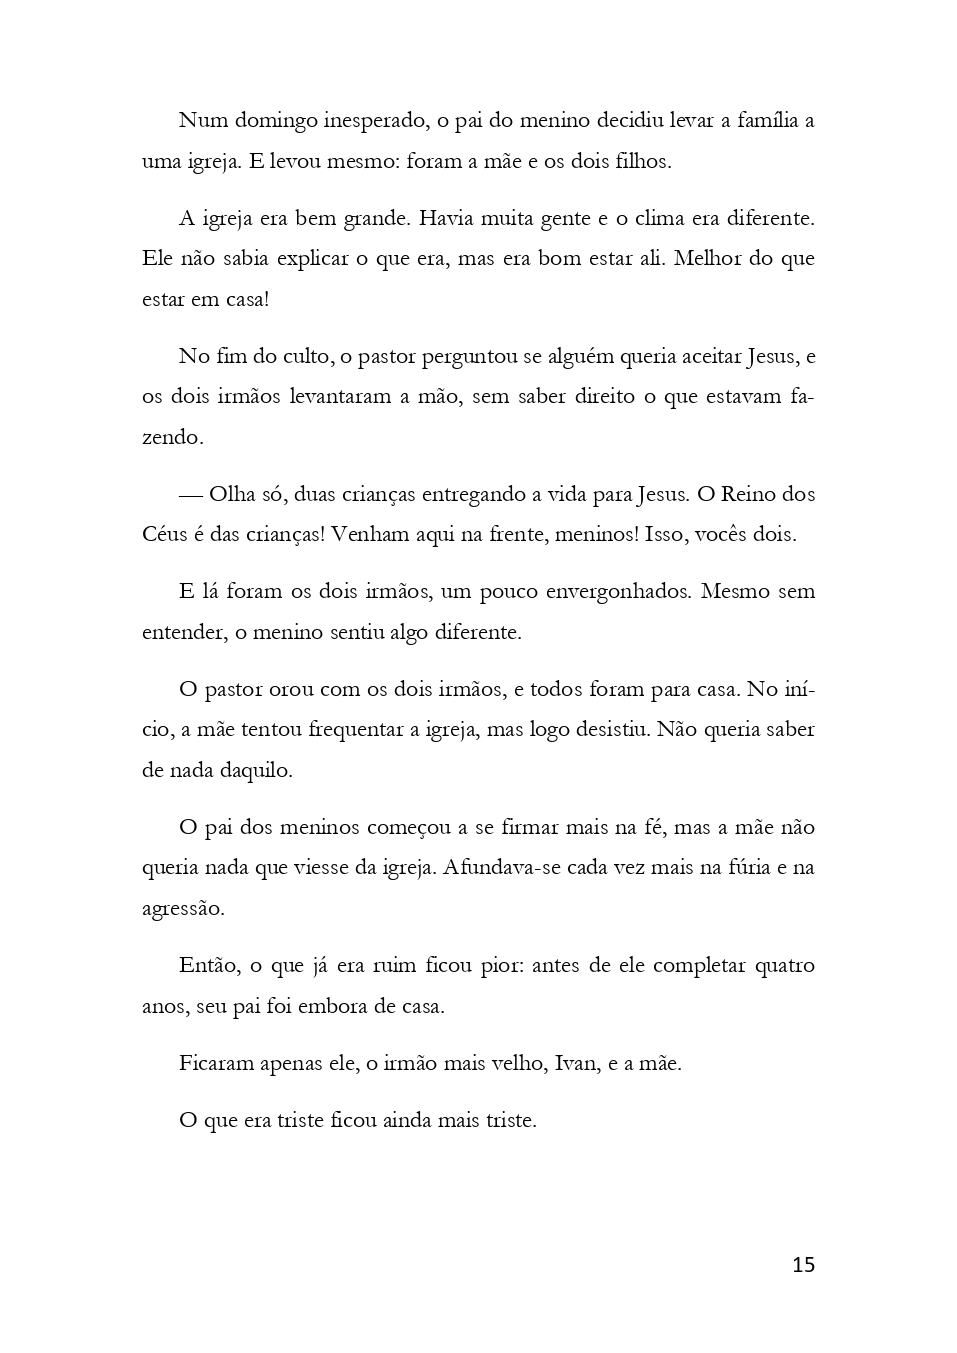 Num domingo inesperado, o pai do menino decidiu levar a família a
uma igreja. E levou mesmo: foram a mãe e os dois filhos.
A igreja era bem grande. Havia muita gente e o clima era diferente.
Ele não sabia explicar o que era, mas era bom estar ali. Melhor do que
estar em casa!
No fim do culto, o pastor perguntou se alguém queria aceitar Jesus, e
os dois irmãos levantaram a mão, sem saber direito o que estavam fa-
zendo.
— Olha só, duas crianças entregando a vida para Jesus. O Reino dos
Céus é das crianças! Venham aqui na frente, meninos! Isso, vocês dois.
E lá foram os dois irmãos, um pouco envergonhados. Mesmo sem
entender, o menino sentiu algo diferente.
O pastor orou com os dois irmãos, e todos foram para casa. No iní-
cio, a mãe tentou frequentar a igreja, mas logo desistiu. Não queria saber
de nada daquilo.
O pai dos meninos começou a se firmar mais na fé, mas a mãe não
queria nada que viesse da igreja. Afundava-se cada vez mais na fúria e na
agressão.
Então, o que já era ruim ficou pior: antes de ele completar quatro
anos, seu pai foi embora de casa.
Ficaram apenas ele, o irmão mais velho, Ivan, e a mãe.
O que era triste ficou ainda mais triste.
15